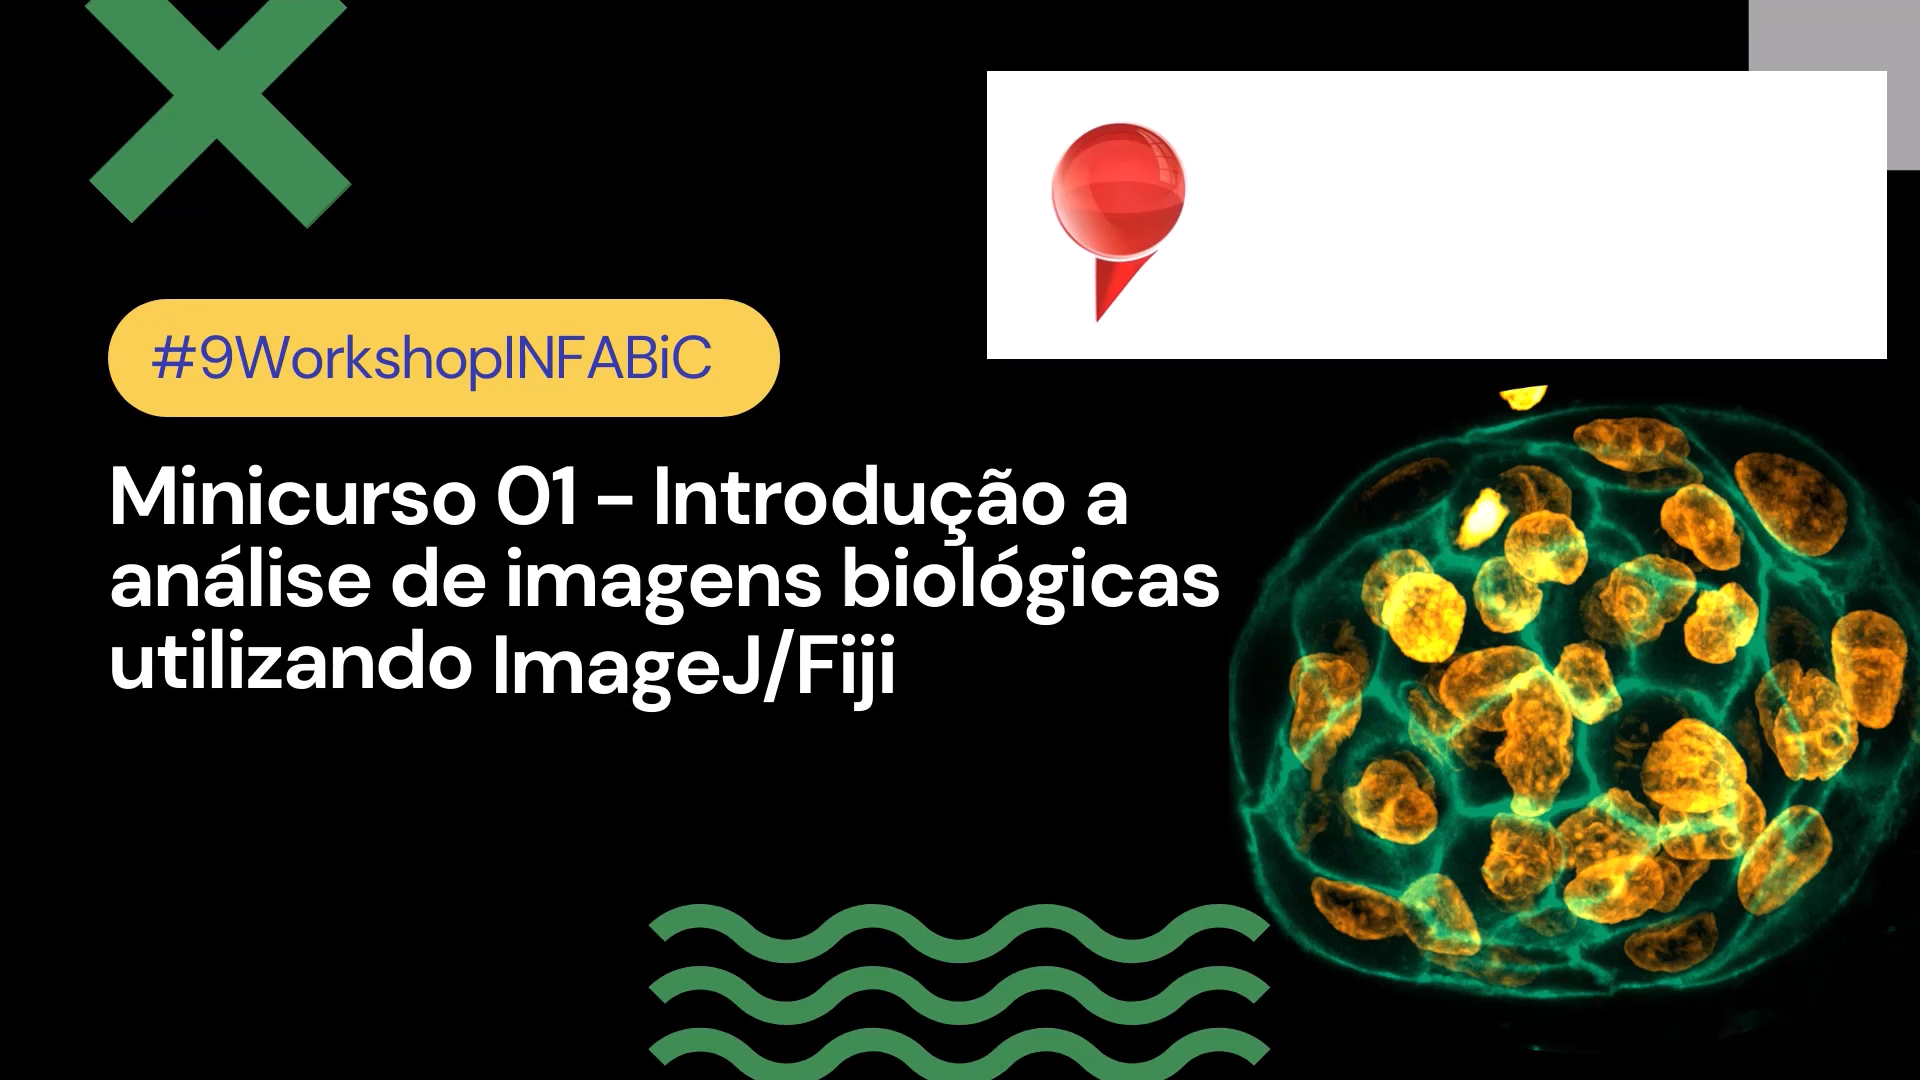 #9WorkshopINFABiC
Minicurso 01 - Introdução a
análise de imagens biológicas
utilizando ImageJ/Fiji